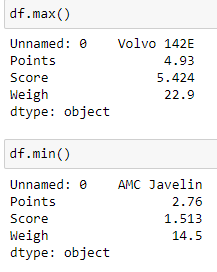 df.max()
Unnamed: 0    Volvo 142E
Points              4.93
Score              5.424
Weigh               22.9
dtype: object
df.min()
Unnamed: 0    AMC Javelin
Points               2.76
Score               1.513
Weigh                14.5
dtype: object